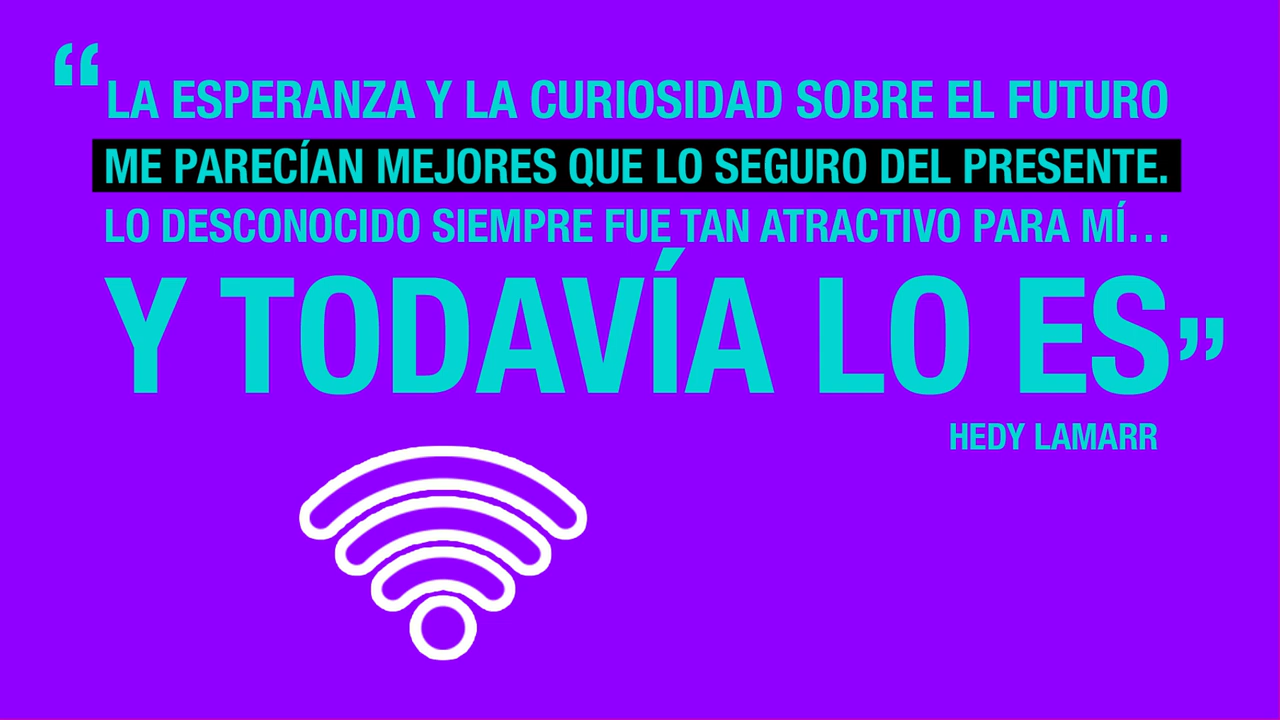 “LA ESPERANZA Y LA CURIOSIDAD SOBRE EL FUTURO
ME PARECÍAN MEJORES QUE LO SEGURO DEL PRESENTE.
LO DESCONOCIDO SIEMPRE FUE TAN ATRACTIVO PARA MÍ...
Y TODAVÍA LO ES”
HEDY LAMARR